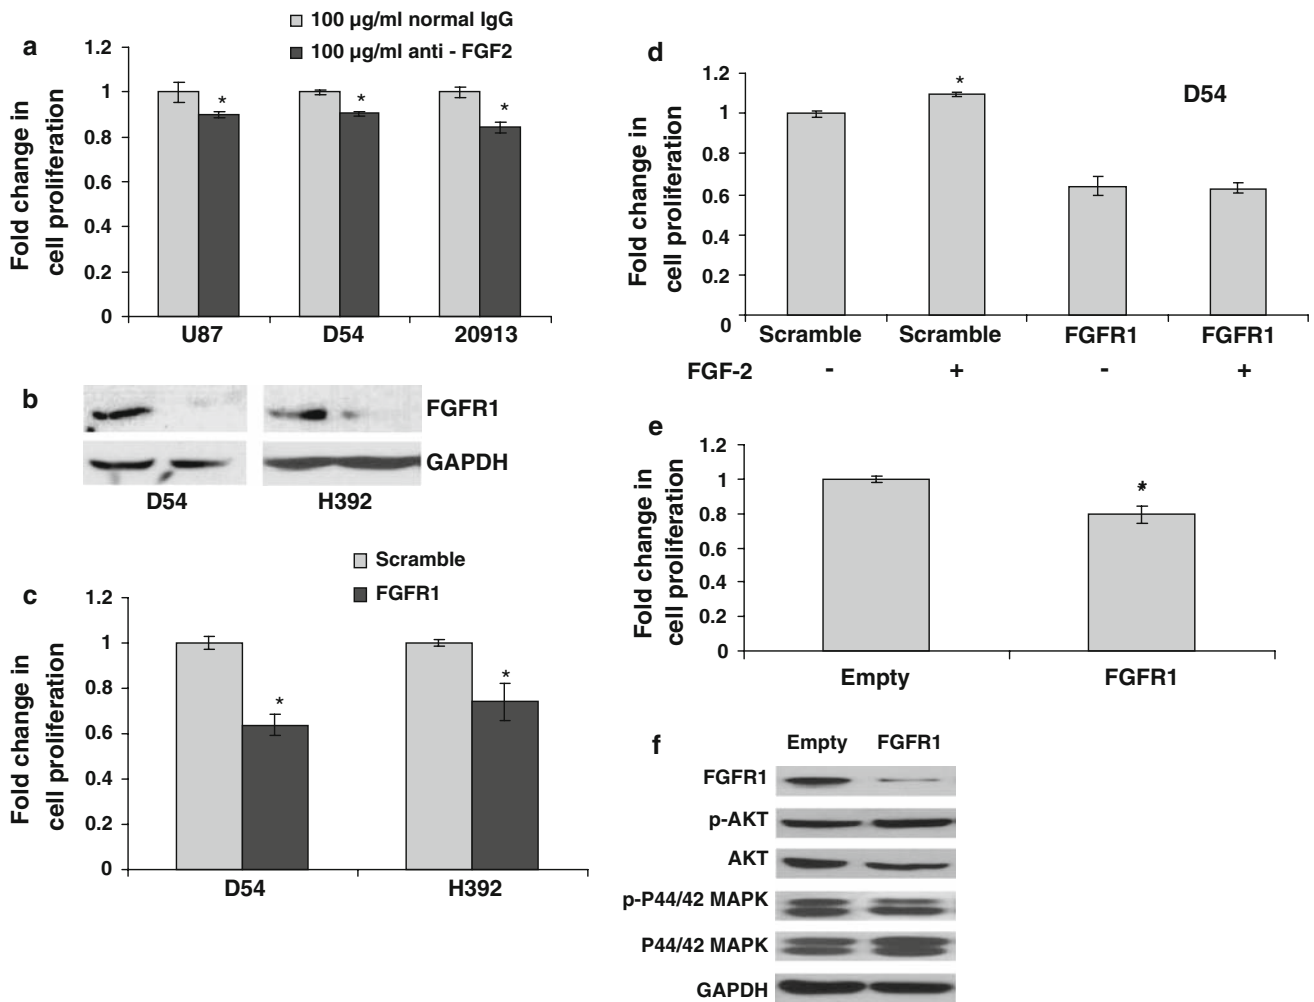 a
100 µg/ml normal IgG
100 µg/ml anti - FGF2
Fold change in
cell proliferation
1.2
1
0.8
0.6
0.4
0.2
0
*
*
*
U87 D54 20913
b
FGFR1
GAPDH
D54 H392
c
Scramble
FGFR1
Fold change in
cell proliferation
1.2
1
0.8
0.6
0.4
0.2
0
*
*
D54 H392
d
D54
Fold change in
cell proliferation
1.2
1
0.8
0.6
0.4
0.2
0
*
Scramble Scramble FGFR1 FGFR1
FGF-2 - + - +
e
Fold change in
cell proliferation
1.2
1
0.8
0.6
0.4
0.2
0
*
Empty FGFR1
f
Empty FGFR1
FGFR1
p-AKT
AKT
p-P44/42 MAPK
P44/42 MAPK
GAPDH